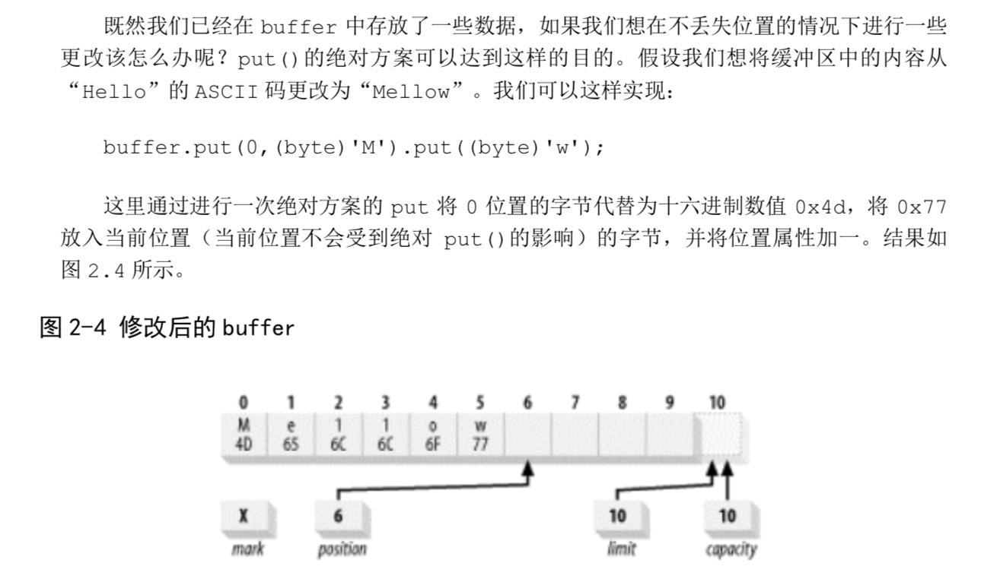 既然我们已经在 buffer 中存放了一些数据，如果我们想在不丢失位置的情况下进行一些
更改该怎么办呢？put()的绝对方案可以达到这样的目的。假设我们想将缓冲区中的内容从
“Hello”的 ASCII 码更改为“Mellow”。我们可以这样实现：
buffer.put(0,(byte)'M').put((byte)'w');
这里通过进行一次绝对方案的 put 将 0 位置的字节代替为十六进制数值 0x4d，将 0x77
放入当前位置（当前位置不会受到绝对 put()的影响）的字节，并将位置属性加一。结果如
图 2.4 所示。
图 2-4 修改后的 buffer
0 1 2 3 4 5 6 7 8 9 10
M e l l o w
4D 65 6C 6C 6F 77
X 6 10 10
mark position limit capacity